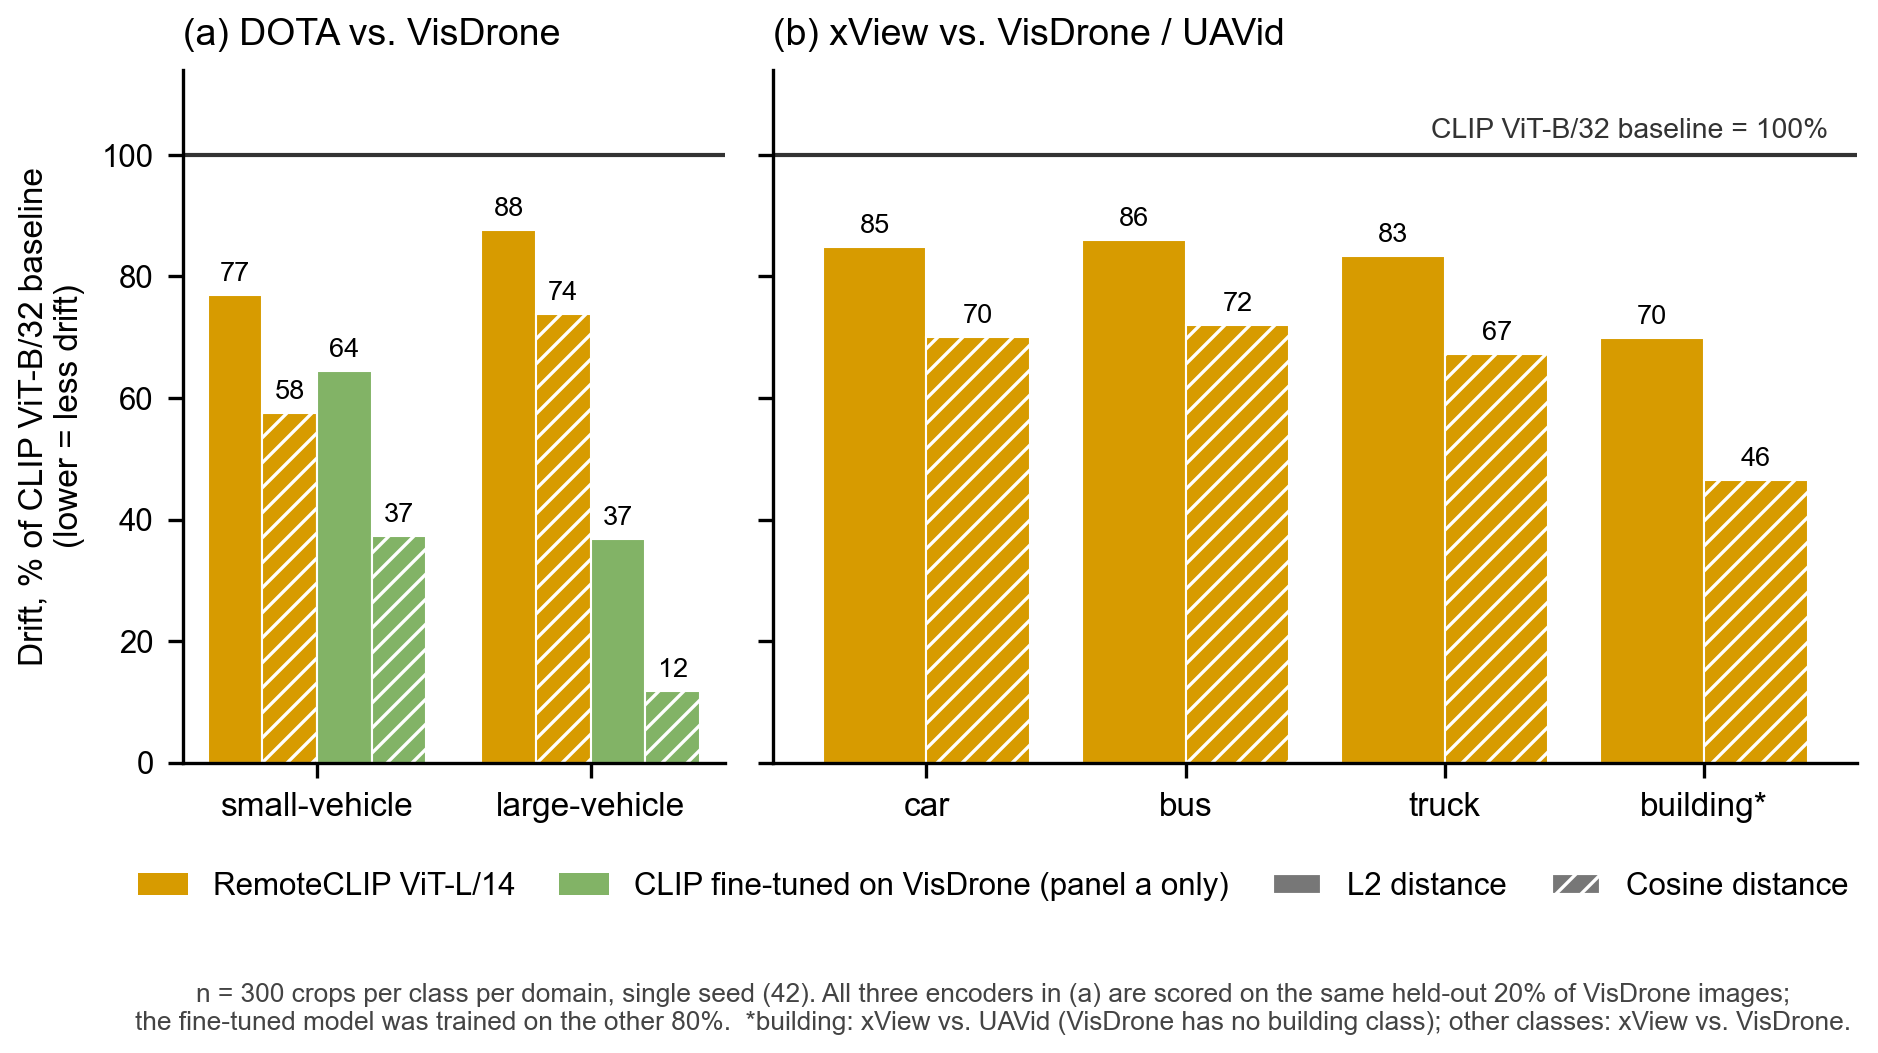 (a) DOTA vs. VisDrone
(b) xView vs. VisDrone / UAVid
Drift, % of CLIP ViT-B/32 baseline
(lower = less drift)
100
80
60
40
20
0
CLIP ViT-B/32 baseline = 100%
77
58
64
37
88
74
37
12
85
70
86
72
83
67
70
46
small-vehicle
large-vehicle
car
bus
truck
building*
RemoteCLIP ViT-L/14
CLIP fine-tuned on VisDrone (panel a only)
L2 distance
Cosine distance
n = 300 crops per class per domain, single seed (42). All three encoders in (a) are scored on the same held-out 20% of VisDrone images;
the fine-tuned model was trained on the other 80%. *building: xView vs. UAVid (VisDrone has no building class); other classes: xView vs. VisDrone.